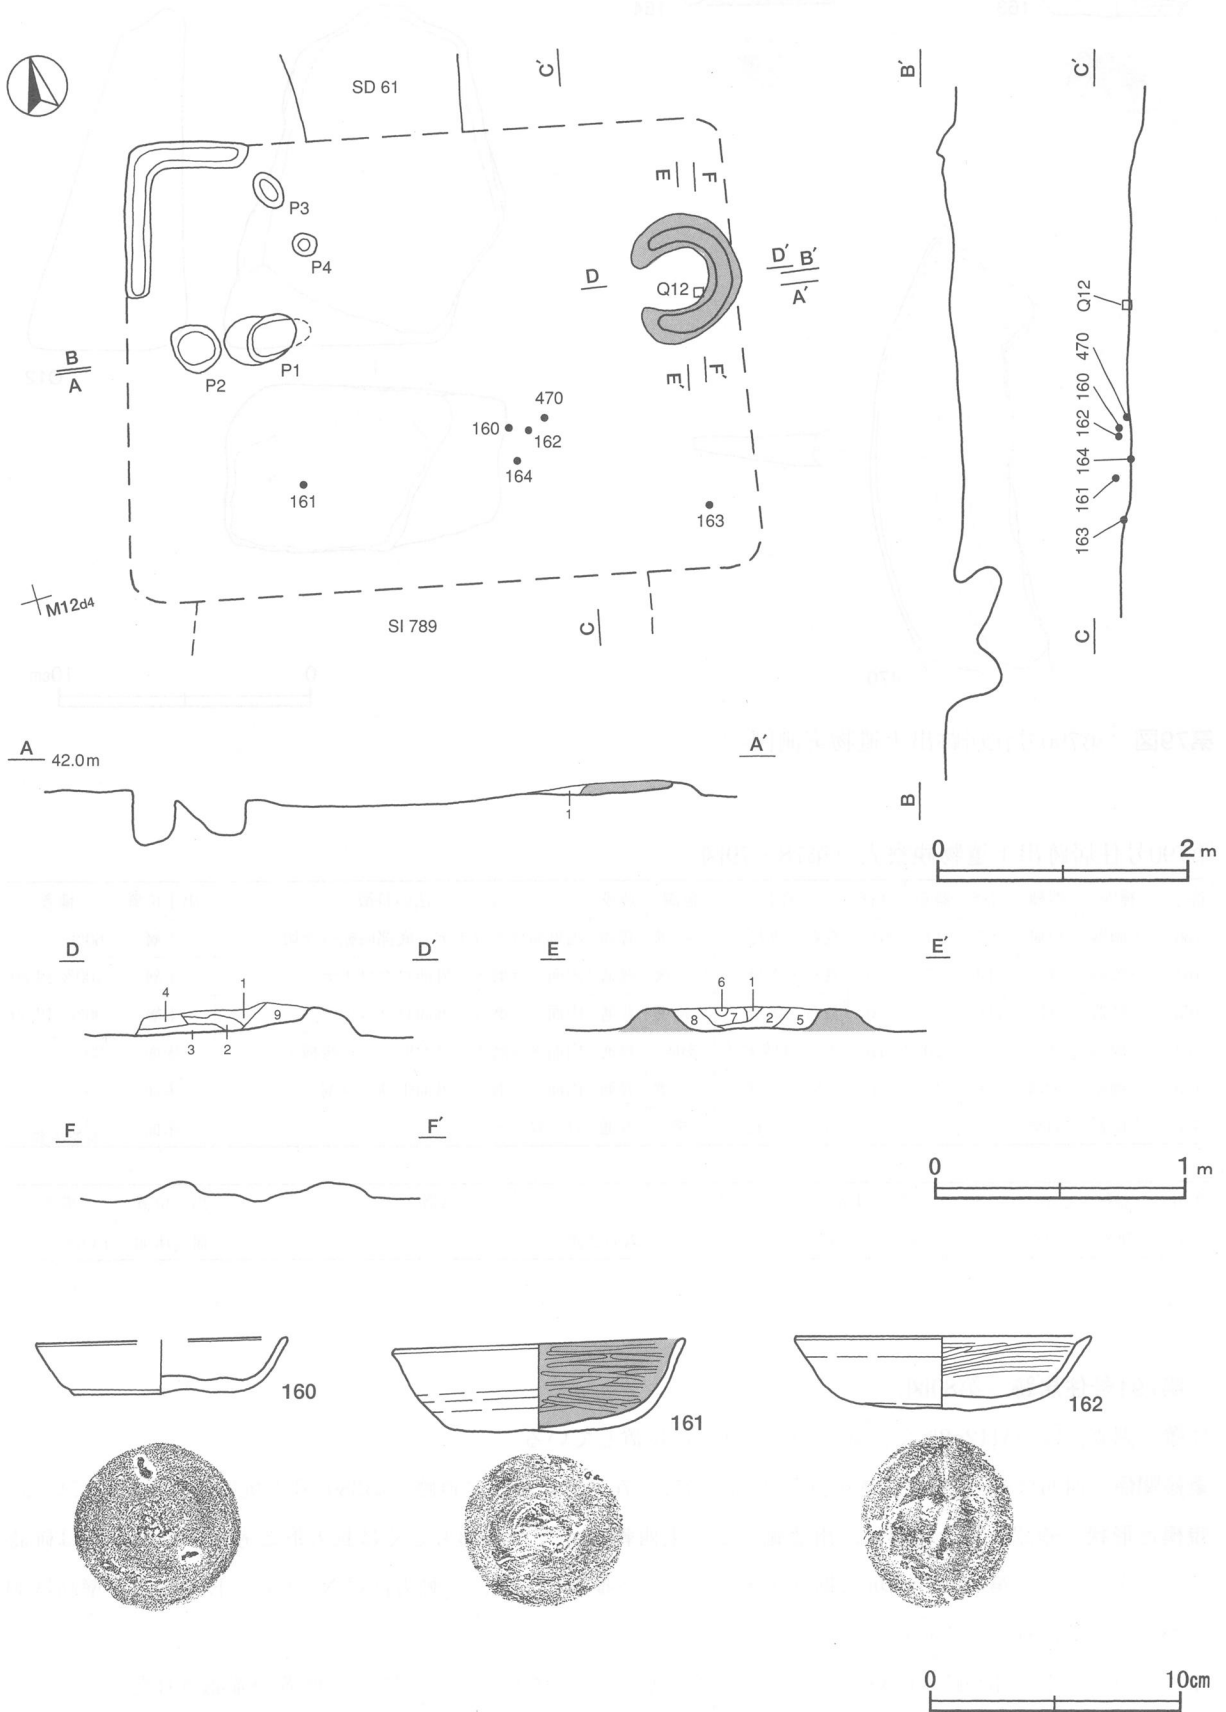 C′ B′ C′
SD 61
P3
E F
P4
D D′ B′
Q12 A′
Q12
B
A
P2 P1
E′ F′
470
160 162
164
161
163
470
160
162
164
161
163
M12d4
SI 789
C C
A 42.0m A′
1
B
0 2 m
D D′ E E′
4 1 9
3 2
6 1
8 7 2 5
F F′
0 1 m
160
161
162
0 10cm